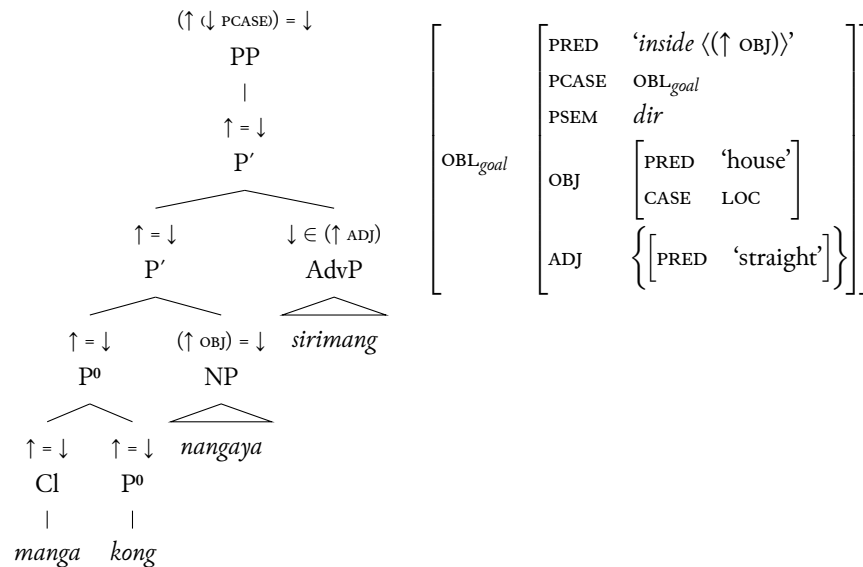 (↑ (↓ PCASE)) = ↓
PP
↑ = ↓
P′
↑ = ↓ ↓ ∈ (↑ ADJ)
P′ AdvP
↑ = ↓ (↑ OBJ) = ↓ sirimang
P⁰ NP
↑ = ↓ ↑ = ↓ nangaya
Cl P⁰
manga kong
PRED ‘inside ⟨(↑ OBJ)⟩’
PCASE OBLgoal
PSEM dir
OBLgoal
OBJ
PRED ‘house’
CASE LOC
ADJ {[PRED ‘straight’]}